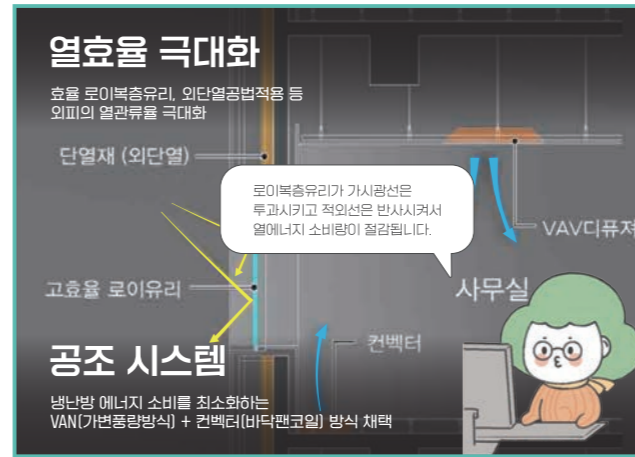 열효율 극대화
효율 로이복층유리, 외단열공법적용 등
외피의 열관류율 극대화
단열재 (외단열)
로이복층유리가 가시광선은
투과시키고 적외선은 반사시켜서
열에너지 소비량이 절감됩니다.
VAV디퓨져
고효율 로이유리
사무실
컨벡터
공조 시스템
냉난방 에너지 소비를 최소화하는
VAN(가변풍량방식) + 컨벡터(바닥팬코일) 방식 채택